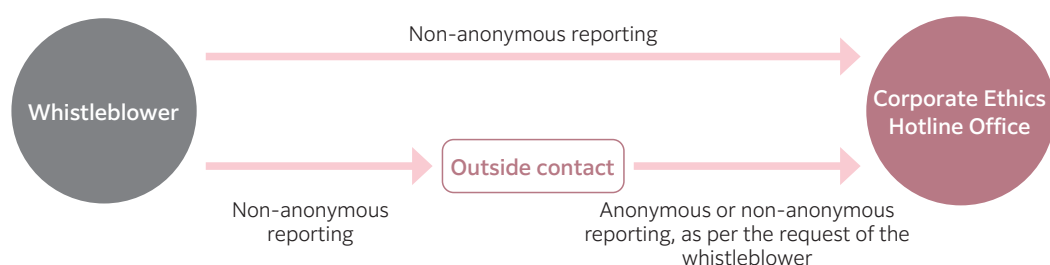 Non-anonymous reporting
Whistleblower
Corporate Ethics
Hotline Office
Outside contact
Non-anonymous
reporting
Anonymous or non-anonymous
reporting, as per the request of the
whistleblower